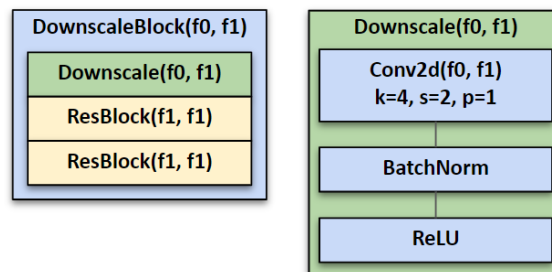 DownscaleBlock(f0, f1)
Downscale(f0, f1)
ResBlock(f1, f1)
ResBlock(f1, f1)
Downscale(f0, f1)
Conv2d(f0, f1)
k=4, s=2, p=1
BatchNorm
ReLU